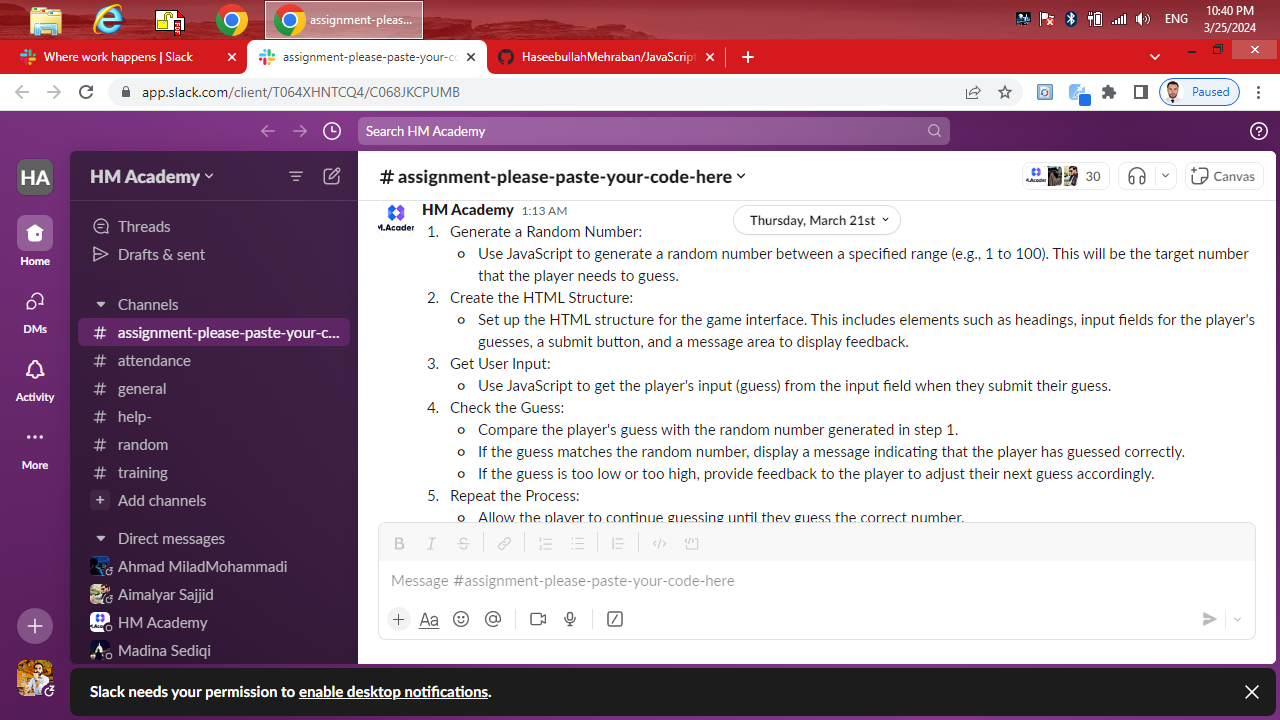 assignment-pleas...
ENG
10:40 PM
3/25/2024
Where work happens | Slack
assignment-please-paste-your-co
HaseebullahMehraban/JavaScript
app.slack.com/client/T064XHNTCQ4/C068JKCPUMB
Paused
Search HM Academy
HA
Home
DMs
Activity
More
HM Academy
Threads
Drafts & sent
Channels
# assignment-please-paste-your-c...
# attendance
# general
# help-
# random
# training
+ Add channels
Direct messages
Ahmad MiladMohammadi
Aimalyar Sajjid
HM Academy
Madina Sediqi
# assignment-please-paste-your-code-here
30
Canvas
HM Academy 1:13 AM
Thursday, March 21st
1. Generate a Random Number:
Use JavaScript to generate a random number between a specified range (e.g., 1 to 100). This will be the target number
that the player needs to guess.
2. Create the HTML Structure:
Set up the HTML structure for the game interface. This includes elements such as headings, input fields for the player's
guesses, a submit button, and a message area to display feedback.
3. Get User Input:
Use JavaScript to get the player's input (guess) from the input field when they submit their guess.
4. Check the Guess:
Compare the player's guess with the random number generated in step 1.
If the guess matches the random number, display a message indicating that the player has guessed correctly.
If the guess is too low or too high, provide feedback to the player to adjust their next guess accordingly.
5. Repeat the Process:
Allow the player to continue guessing until they guess the correct number.
B I S
Message #assignment-please-paste-your-code-here
Aa
Slack needs your permission to enable desktop notifications.